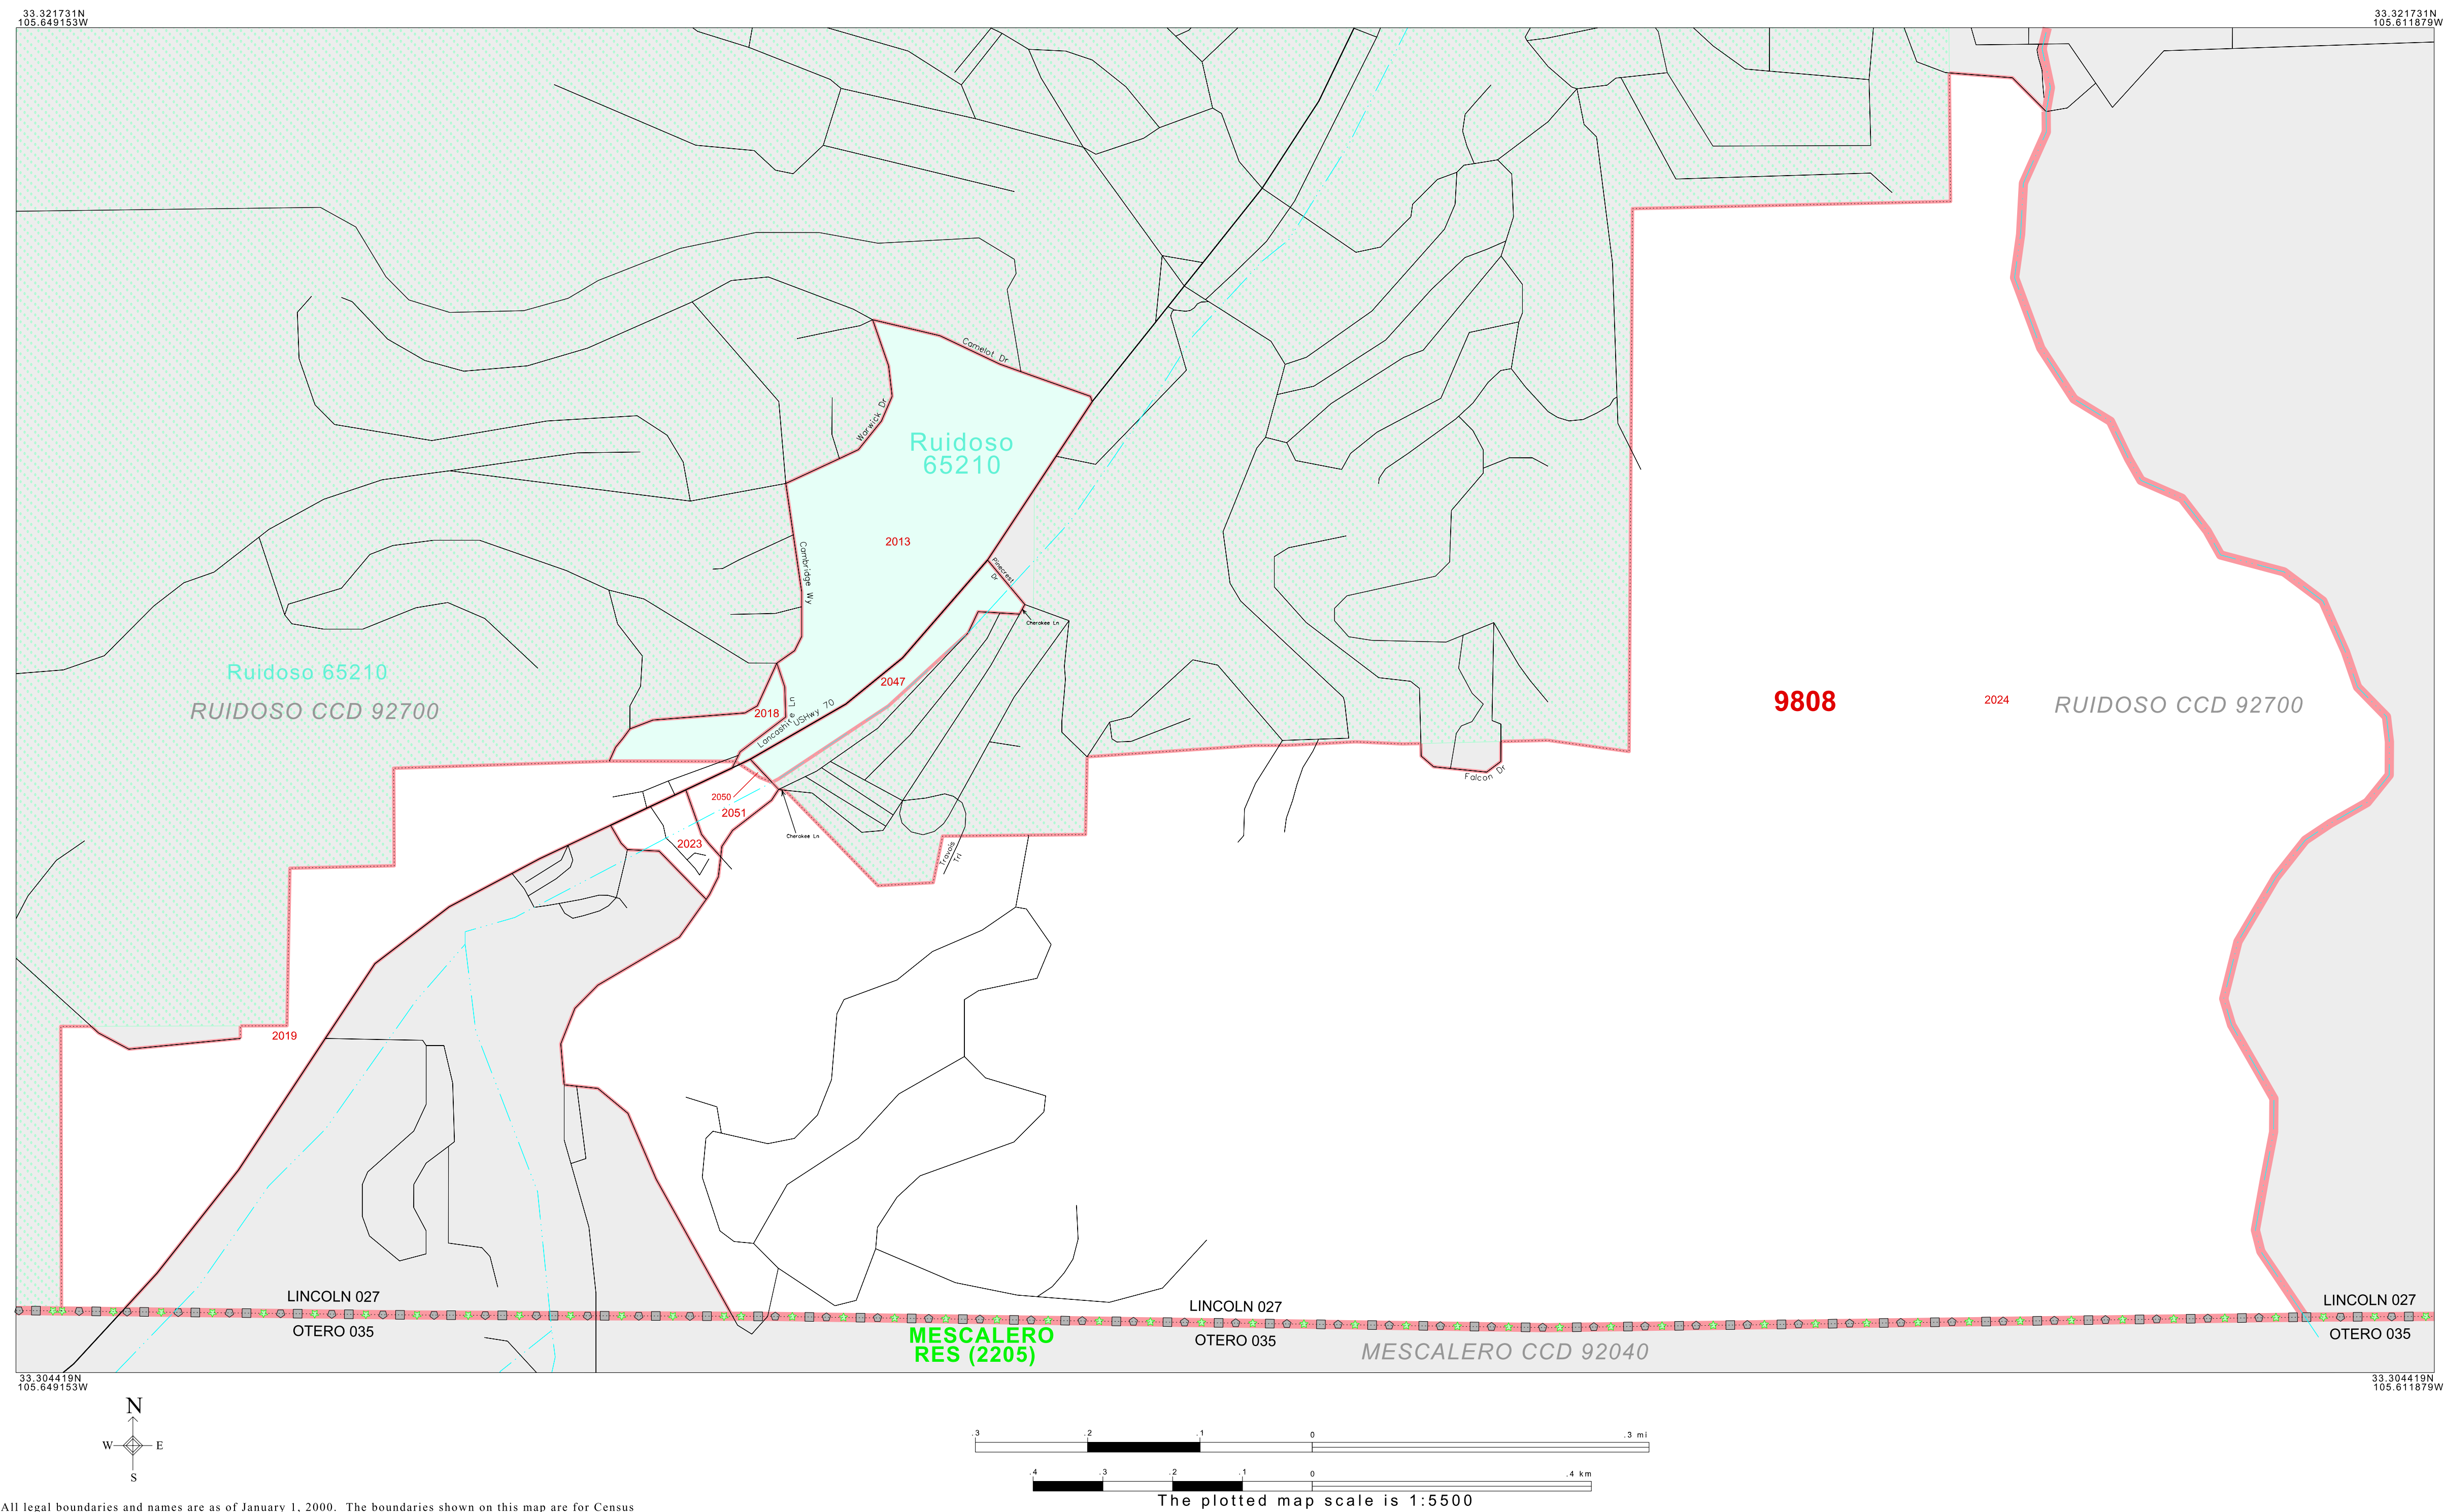 33.321731N
105.649153W
33.321731N
105.611879W
Camelot Dr
Warwick Dr
Ruidoso
65210
2013
Cambridge Wy
Pinecrest
Dr
Cherokee Ln
Ruidoso 65210
RUIDOSO CCD 92700
2047
2018
Lancashire Ln
USHwy 70
9808
2024
RUIDOSO CCD 92700
Falcon Dr
2050
2051
Cherokee Ln
2023
Travois
Trl
2019
LINCOLN 027
OTERO 035
LINCOLN 027
OTERO 035
LINCOLN 027
OTERO 035
MESCALERO
RES (2205)
MESCALERO CCD 92040
33.304419N
105.649153W
33.304419N
105.611879W
N
W E
S
.3 .2 .1 0 .3 mi
.4 .3 .2 .1 0 .4 km
The plotted map scale is 1:5500
All legal boundaries and names are as of January 1, 2000. The boundaries shown on this map are for Census